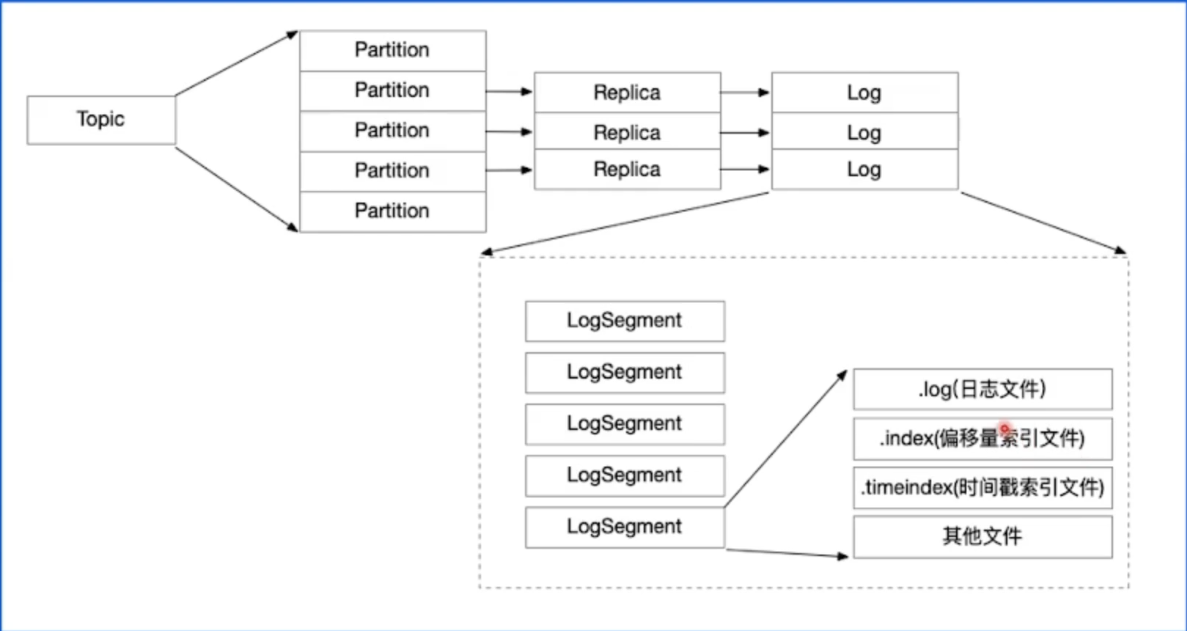 Topic
Partition
Partition
Partition
Partition
Partition
Replica
Replica
Replica
Log
Log
Log
LogSegment
LogSegment
LogSegment
LogSegment
LogSegment
.log(日志文件)
.index(偏移量索引文件)
.timeindex(时间戳索引文件)
其他文件